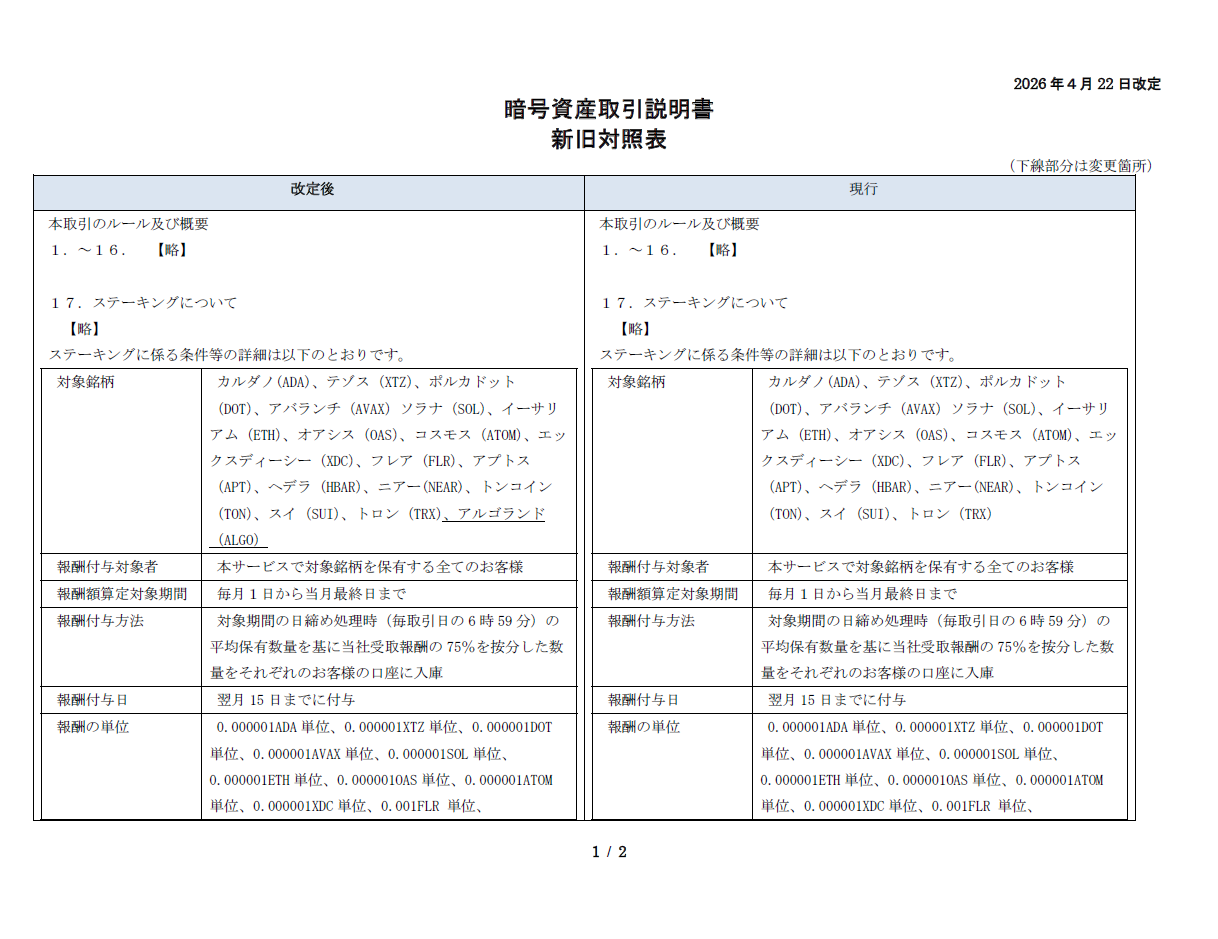 2026年４月22日改定
暗号資産取引説明書
新旧対照表
（下線部分は変更箇所）
改定後
本取引のルール及び概要
１．～１６．　【略】
１７．ステーキングについて
【略】
ステーキングに係る条件等の詳細は以下のとおりです。
対象銘柄
カルダノ(ADA)、テゾス（XTZ)、ポルカドット
（DOT)、アバランチ（AVAX）ソラナ（SOL)、イーサリ
アム（ETH)、オアシス（OAS)、コスモス（ATOM)、エッ
クスディーシー（XDC)、フレア（FLR)、アプトス
（APT)、ヘデラ（HBAR)、ニアー(NEAR)、トンコイン
（TON)、スイ（SUI)、トロン（TRX)、アルゴランド
（ALGO）
報酬付与対象者
本サービスで対象銘柄を保有する全てのお客様
報酬額算定対象期間
毎月１日から当月最終日まで
報酬付与方法
対象期間の日締め処理時（毎取引日の６時59分）の
平均保有数量を基に当社受取報酬の75％を按分した数
量をそれぞれのお客様の口座に入庫
報酬付与日
翌月15日までに付与
報酬の単位
0.000001ADA単位、0.000001XTZ単位、0.000001DOT
単位、0.000001AVAX単位、0.000001SOL単位、
0.000001ETH単位、0.000001OAS単位、0.000001ATOM
単位、0.000001XDC単位、0.001FLR 単位、
現行
本取引のルール及び概要
１．～１６．　【略】
１７．ステーキングについて
【略】
ステーキングに係る条件等の詳細は以下のとおりです。
対象銘柄
カルダノ(ADA)、テゾス（XTZ)、ポルカドット
（DOT)、アバランチ（AVAX）ソラナ（SOL)、イーサリ
アム（ETH)、オアシス（OAS)、コスモス（ATOM)、エッ
クスディーシー（XDC)、フレア（FLR)、アプトス
（APT)、ヘデラ（HBAR)、ニアー(NEAR)、トンコイン
（TON)、スイ（SUI)、トロン（TRX）
報酬付与対象者
本サービスで対象銘柄を保有する全てのお客様
報酬額算定対象期間
毎月１日から当月最終日まで
報酬付与方法
対象期間の日締め処理時（毎取引日の６時59分）の
平均保有数量を基に当社受取報酬の75％を按分した数
量をそれぞれのお客様の口座に入庫
報酬付与日
翌月15日までに付与
報酬の単位
0.000001ADA単位、0.000001XTZ単位、0.000001DOT
単位、0.000001AVAX単位、0.000001SOL単位、
0.000001ETH単位、0.000001OAS単位、0.000001ATOM
単位、0.000001XDC単位、0.001FLR 単位、
1 / 2